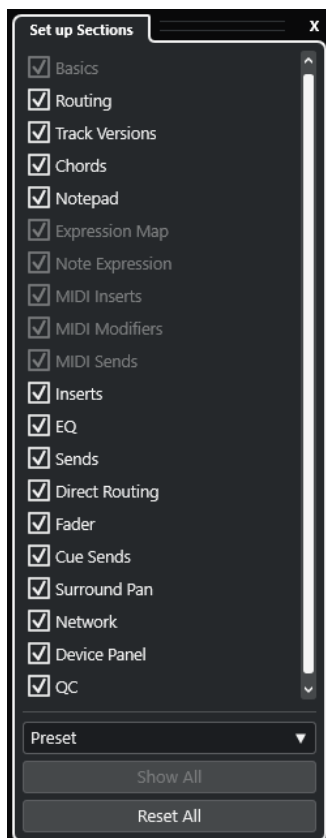 Set up Sections
X
Basics
Routing
Track Versions
Chords
Notepad
Expression Map
Note Expression
MIDI Inserts
MIDI Modifiers
MIDI Sends
Inserts
EQ
Sends
Direct Routing
Fader
Cue Sends
Surround Pan
Network
Device Panel
QC
Preset
Show All
Reset All